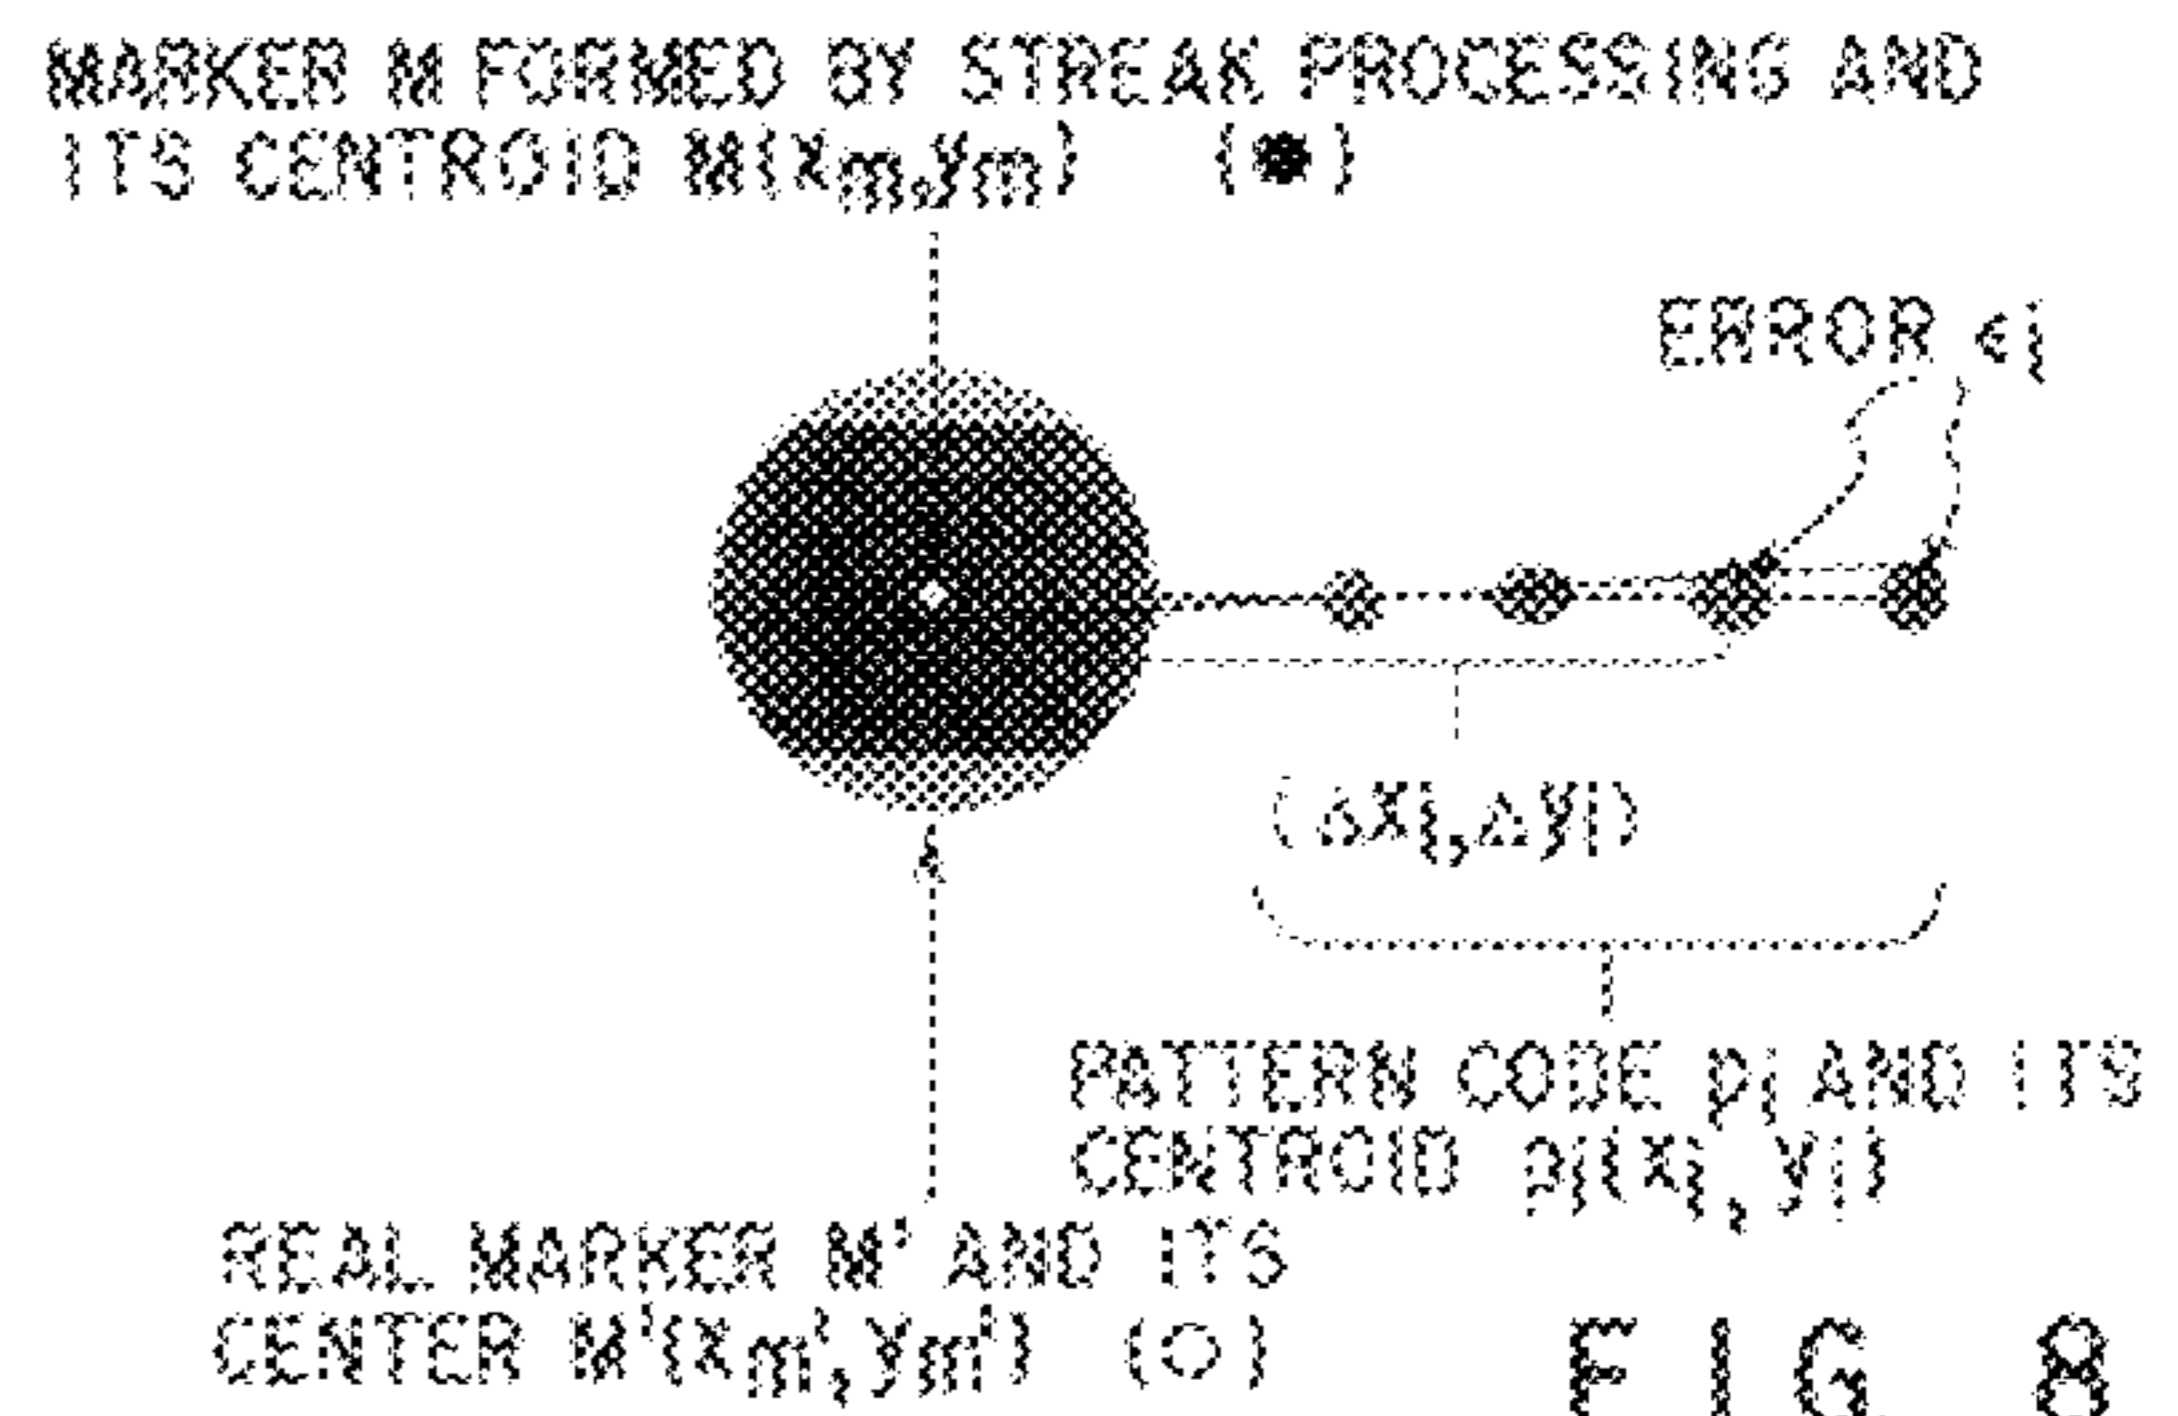 MARKER M FORMED BY STREAK PROCESSING AND
ITS CENTROID M(xm,ym) (●)
ERROR ϵi
(Δxi,Δyi)
PATTERN CODE pi AND ITS
CENTROID pi(xi,yi)
REAL MARKER M' AND ITS
CENTER M'(xm',ym') (○)
FIG. 8